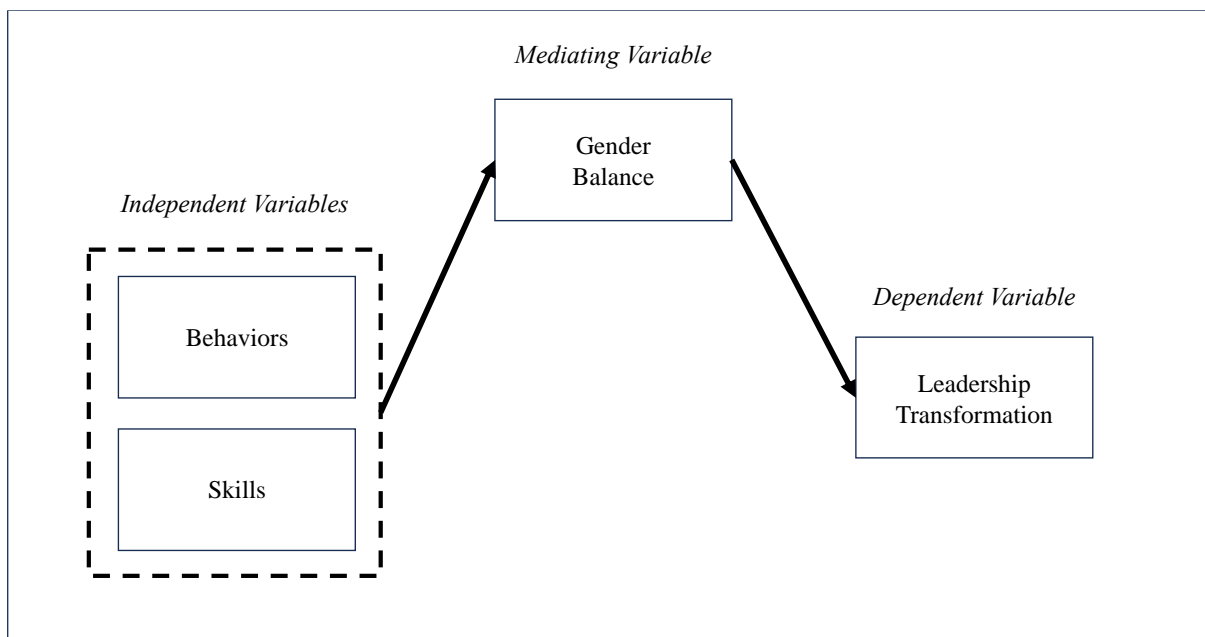 Mediating Variable
Gender
Balance
Independent Variables
Behaviors
Skills
Dependent Variable
Leadership
Transformation